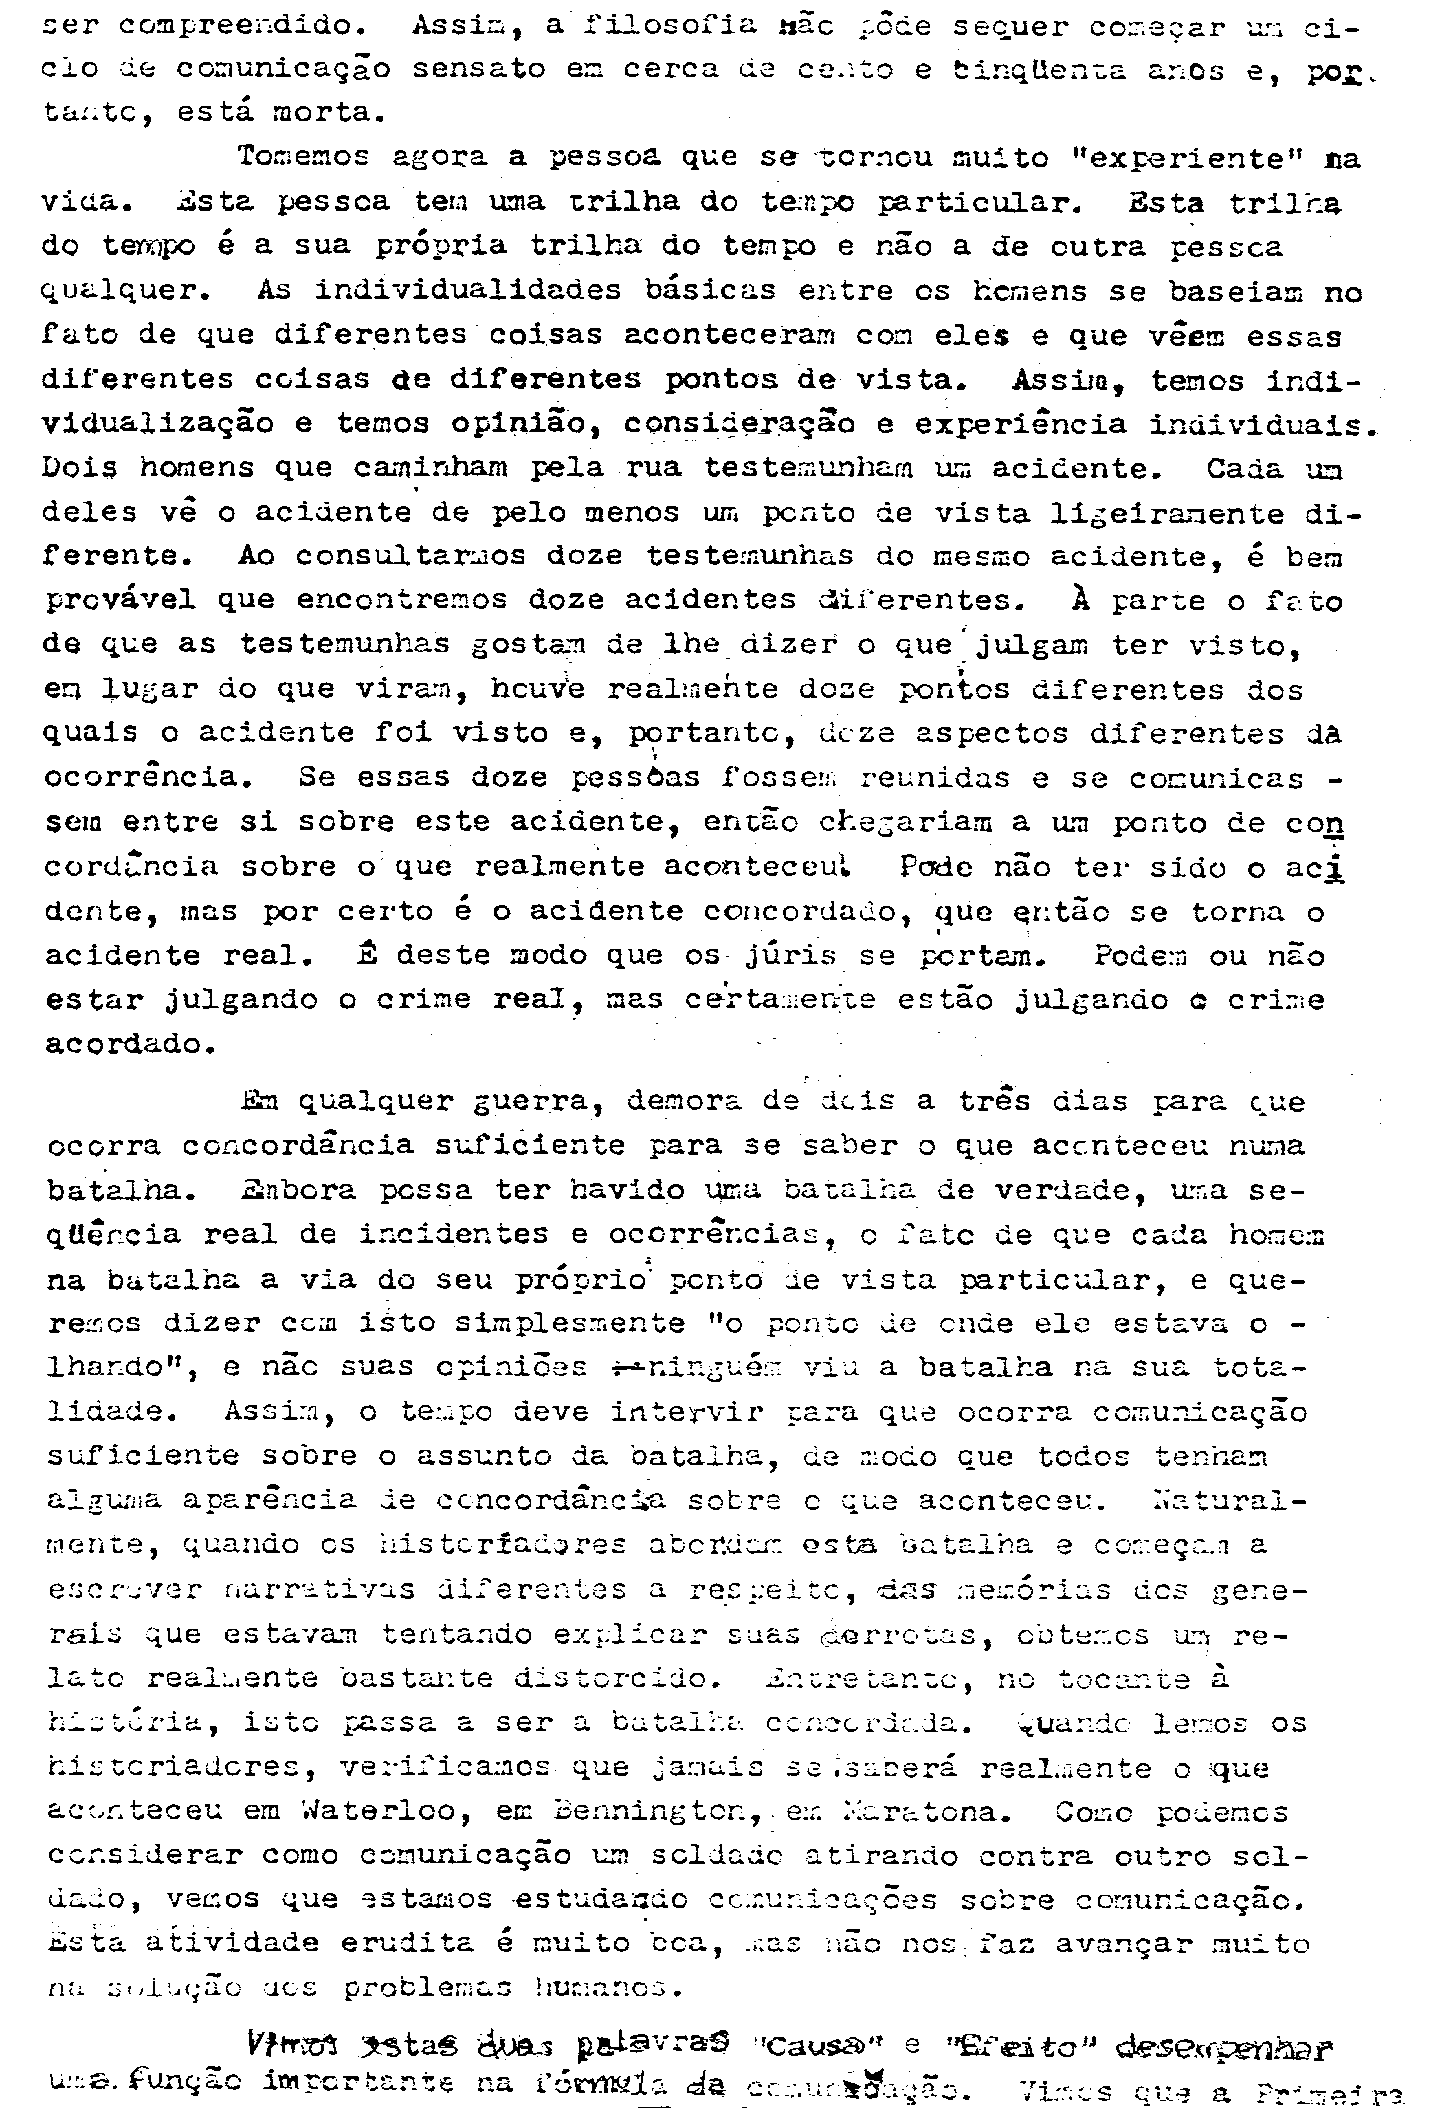 ser compreendido. Assim, a filosofia não pôde sequer começar um ci-
clo de comunicação sensato em cerca de cento e cinqüenta anos e, por
tanto, está morta.
Tomemos agora a pessoa que se tornou muito "experiente" na
vida. Esta pessoa tem uma trilha do tempo particular. Esta trilha
do tempo é a sua própria trilha do tempo e não a de outra pessoa
qualquer. As individualidades básicas entre os homens se baseiam no
fato de que diferentes coisas aconteceram com eles e que vêem essas
diferentes coisas de diferentes pontos de vista. Assim, temos indi-
vidualização e temos opinião, consideração e experiência individuais.
Dois homens que caminham pela rua testemunham um acidente. Cada um
deles vê o acidente de pelo menos um ponto de vista ligeiramente di-
ferente. Ao consultarmos doze testemunhas do mesmo acidente, é bem
provável que encontremos doze acidentes diferentes. À parte o fato
de que as testemunhas gostam de lhe dizer o que julgam ter visto,
em lugar do que viram, houve realmente doze pontos diferentes dos
quais o acidente foi visto e, portanto, doze aspectos diferentes da
ocorrência. Se essas doze pessoas fossem reunidas e se comunicas -
sem entre si sobre este acidente, então chegariam a um ponto de con
cordância sobre o que realmente aconteceu. Pode não ter sido o aci
dente, mas por certo é o acidente concordado, que então se torna o
acidente real. É deste modo que os júris se portam. Podem ou não
estar julgando o crime real, mas certamente estão julgando o crime
acordado.
Em qualquer guerra, demora de dois a três dias para que
ocorra concordância suficiente para se saber o que aconteceu numa
batalha. Embora possa ter havido uma batalha de verdade, uma se-
qüência real de incidentes e ocorrências, o fato de que cada homem
na batalha a via do seu próprio ponto de vista particular, e que-
remos dizer com isto simplesmente "o ponto de onde ele estava o -
lhando", e não suas opiniões - ninguém viu a batalha na sua tota-
lidade. Assim, o tempo deve intervir para que ocorra comunicação
suficiente sobre o assunto da batalha, de modo que todos tenham
alguma aparência de concordância sobre o que aconteceu. Natural-
mente, quando os historiadores abordam esta batalha e começam a
escrever narrativas diferentes a respeito, das memórias dos gene-
rais que estavam tentando explicar suas derrotas, obtemos um re-
lato realmente bastante distorcido. Entretanto, no tocante à
história, isto passa a ser a batalha concordada. Quando lemos os
historiadores, verificamos que jamais se saberá realmente o que
aconteceu em Waterloo, em Bennington, em Maratona. Como podemos
considerar como comunicação um soldado atirando contra outro sol-
dado, vemos que estamos estudando comunicações sobre comunicação.
Esta atividade erudita é muito boa, mas não nos faz avançar muito
na solução dos problemas humanos.
Vimos estas duas palavras "Causa" e "Efeito" desempenhar
uma função importante na fórmula da comunicação. Vimos que a Primeira